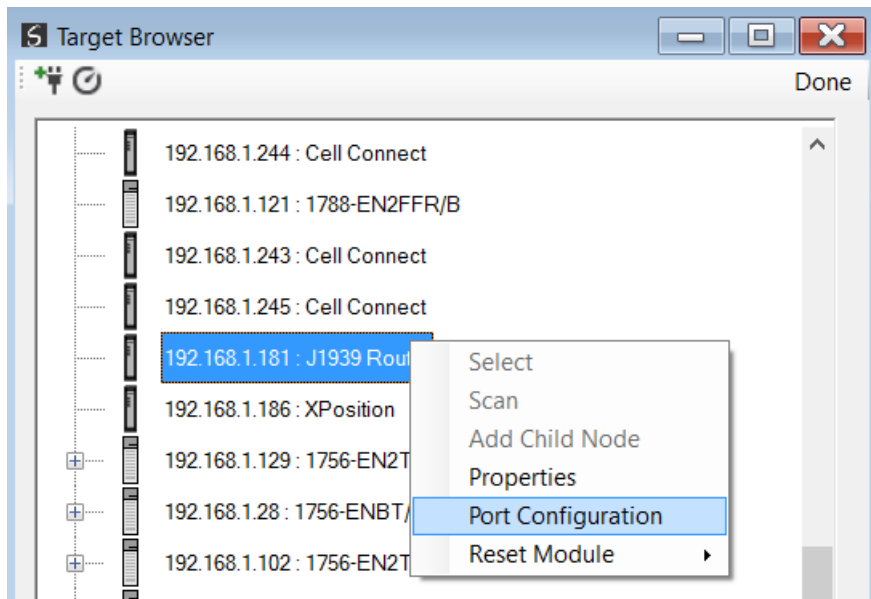 Target Browser
Done
192.168.1.244 : Cell Connect
192.168.1.121 : 1788-EN2FFR/B
192.168.1.243 : Cell Connect
192.168.1.245 : Cell Connect
192.168.1.181 : J1939 Rout
192.168.1.186 : XPosition
192.168.1.129 : 1756-EN2T
192.168.1.28 : 1756-ENBT/
192.168.1.102 : 1756-EN2T
Select
Scan
Add Child Node
Properties
Port Configuration
Reset Module